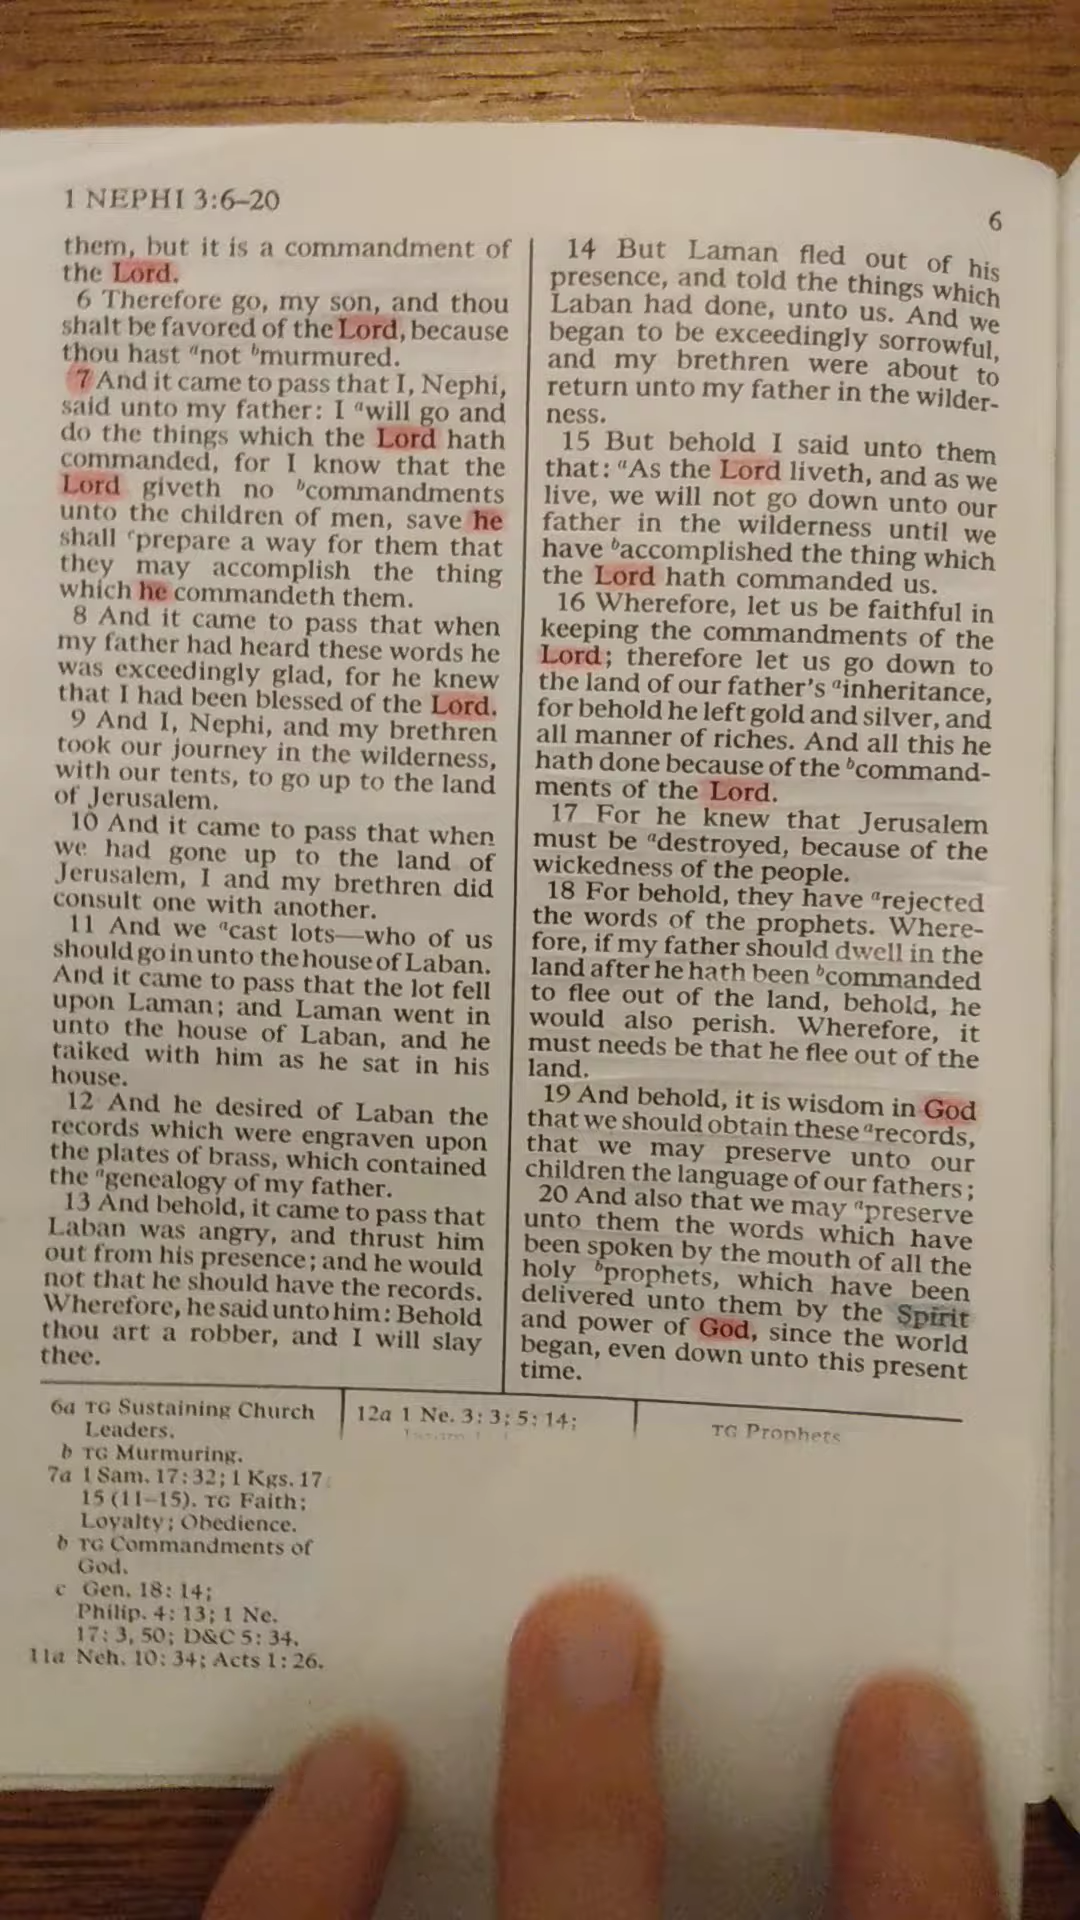 1 NEPHI 3:6–20
6
them, but it is a commandment of
the Lord.
6 Therefore go, my son, and thou
shalt be favored of the Lord, because
thou hast ᵃnot ᵇmurmured.
7 And it came to pass that I, Nephi,
said unto my father: I ᵃwill go and
do the things which the Lord hath
commanded, for I know that the
Lord giveth no ᵇcommandments
unto the children of men, save he
shall ᶜprepare a way for them that
they may accomplish the thing
which he commandeth them.
8 And it came to pass that when
my father had heard these words he
was exceedingly glad, for he knew
that I had been blessed of the Lord.
9 And I, Nephi, and my brethren
took our journey in the wilderness,
with our tents, to go up to the land
of Jerusalem.
10 And it came to pass that when
we had gone up to the land of
Jerusalem, I and my brethren did
consult one with another.
11 And we ᵃcast lots—who of us
should go in unto the house of Laban.
And it came to pass that the lot fell
upon Laman; and Laman went in
unto the house of Laban, and he
talked with him as he sat in his
house.
12 And he desired of Laban the
records which were engraven upon
the plates of brass, which contained
the ᵃgenealogy of my father.
13 And behold, it came to pass that
Laban was angry, and thrust him
out from his presence; and he would
not that he should have the records.
Wherefore, he said unto him: Behold
thou art a robber, and I will slay
thee.
14 But Laman fled out of his
presence, and told the things which
Laban had done, unto us. And we
began to be exceedingly sorrowful,
and my brethren were about to
return unto my father in the wilder-
ness.
15 But behold I said unto them
that: ᵃAs the Lord liveth, and as we
live, we will not go down unto our
father in the wilderness until we
have ᵇaccomplished the thing which
the Lord hath commanded us.
16 Wherefore, let us be faithful in
keeping the commandments of the
Lord; therefore let us go down to
the land of our father's ᵃinheritance,
for behold he left gold and silver, and
all manner of riches. And all this he
hath done because of the ᵇcommand-
ments of the Lord.
17 For he knew that Jerusalem
must be ᵃdestroyed, because of the
wickedness of the people.
18 For behold, they have ᵃrejected
the words of the prophets. Where-
fore, if my father should dwell in the
land after he hath been ᵇcommanded
to flee out of the land, behold, he
would also perish. Wherefore, it
must needs be that he flee out of the
land.
19 And behold, it is wisdom in God
that we should obtain these ᵃrecords,
that we may preserve unto our
children the language of our fathers;
20 And also that we may ᵃpreserve
unto them the words which have
been spoken by the mouth of all the
holy ᵇprophets, which have been
delivered unto them by the Spirit
and power of God, since the world
began, even down unto this present
time.
6a TG Sustaining Church
Leaders.
b TG Murmuring.
7a 1 Sam. 17:32; 1 Kgs. 17:
15 (11–15). TG Faith;
Loyalty; Obedience.
b TG Commandments of
God.
c Gen. 18:14;
Philip. 4:13; 1 Ne.
17:3, 50; D&C 5:34.
11a Neh. 10:34; Acts 1:26.
12a 1 Ne. 3:3; 5:14;
TG Prophets